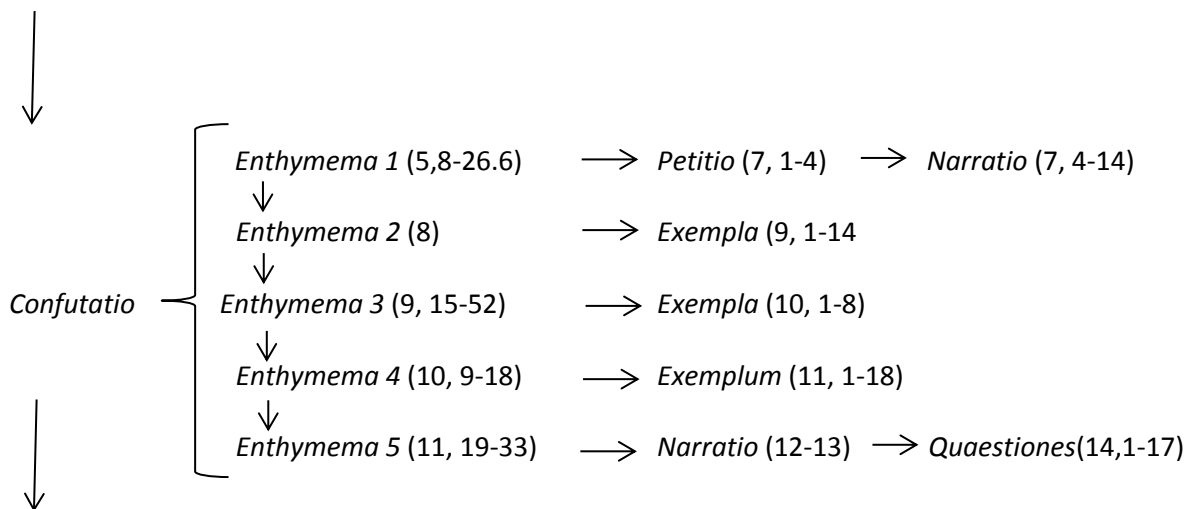 Enthymema 1 (5,8-26.6) Petitio (7, 1-4) Narratio (7, 4-14)
Enthymema 2 (8) Exempla (9, 1-14
Confutatio Enthymema 3 (9, 15-52) Exempla (10, 1-8)
Enthymema 4 (10, 9-18) Exemplum (11, 1-18)
Enthymema 5 (11, 19-33) Narratio (12-13) Quaestiones(14,1-17)